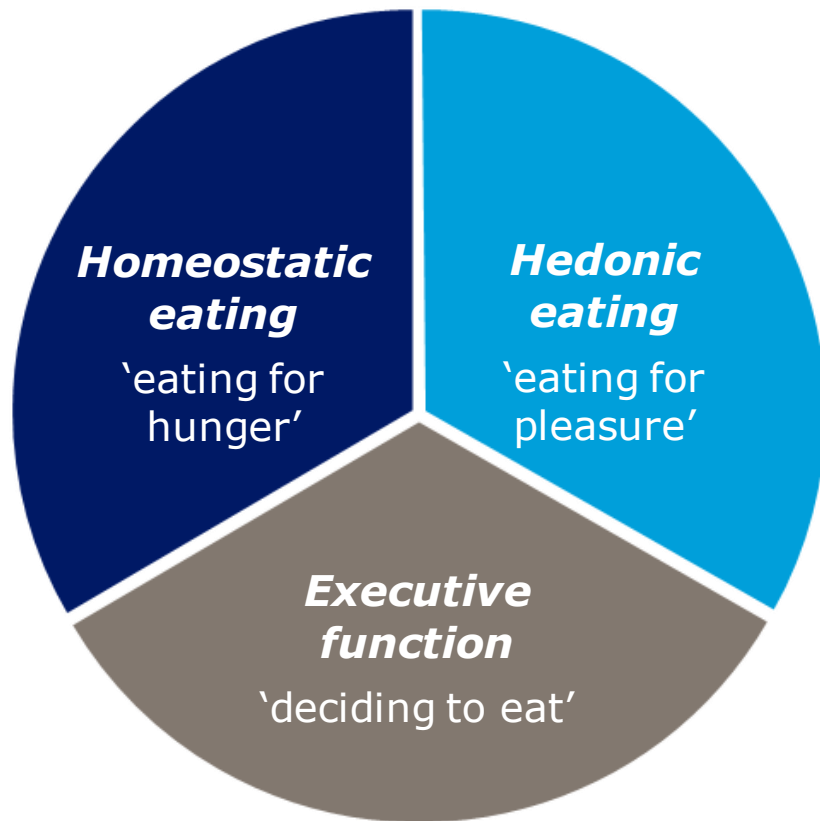 Homeostatic
eating
‘eating for
hunger’
Hedonic
eating
‘eating for
pleasure’
Executive
function
‘deciding to eat’